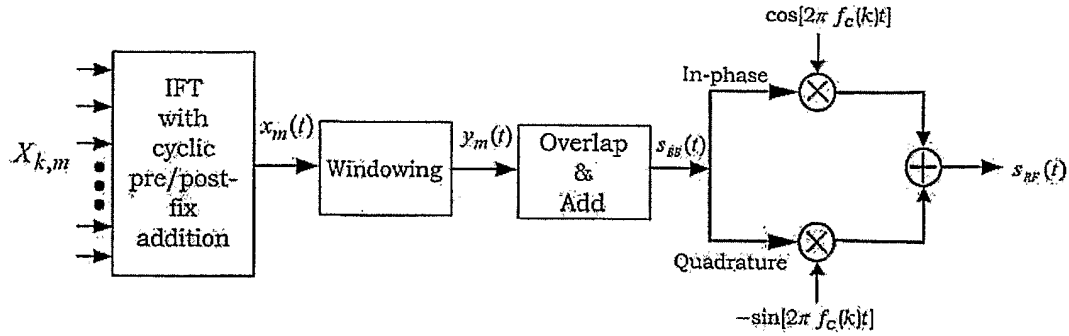 cos[2π f_c(k)t]
X_{k,m}
IFT
with
cyclic
pre/post-
fix
addition
x_m(t)
Windowing
y_m(t)
Overlap
&
Add
s_{BB}(t)
In-phase
Quadrature
-sin[2π f_c(k)t]
s_{RF}(t)